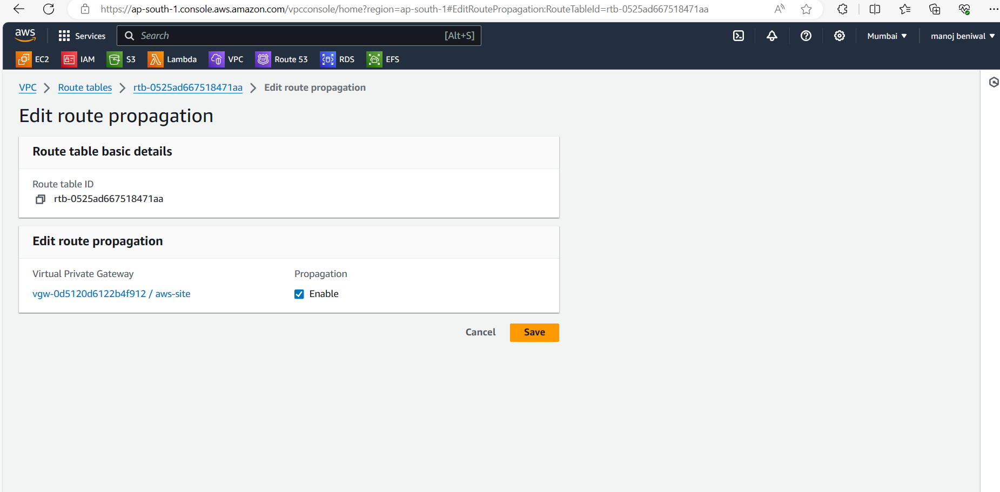 https://ap-south-1.console.aws.amazon.com/vpcconsole/home?region=ap-south-1#EditRoutePropagation:RouteTableId=rtb-0525ad667518471aa
aws Services Search [Alt+S] Mumbai manoj beniwal
EC2 IAM S3 Lambda VPC Route 53 RDS EFS
VPC Route tables rtb-0525ad667518471aa Edit route propagation
Edit route propagation
Route table basic details
Route table ID
rtb-0525ad667518471aa
Edit route propagation
Virtual Private Gateway Propagation
vgw-0d5120d6122b4f912 / aws-site Enable
Cancel Save